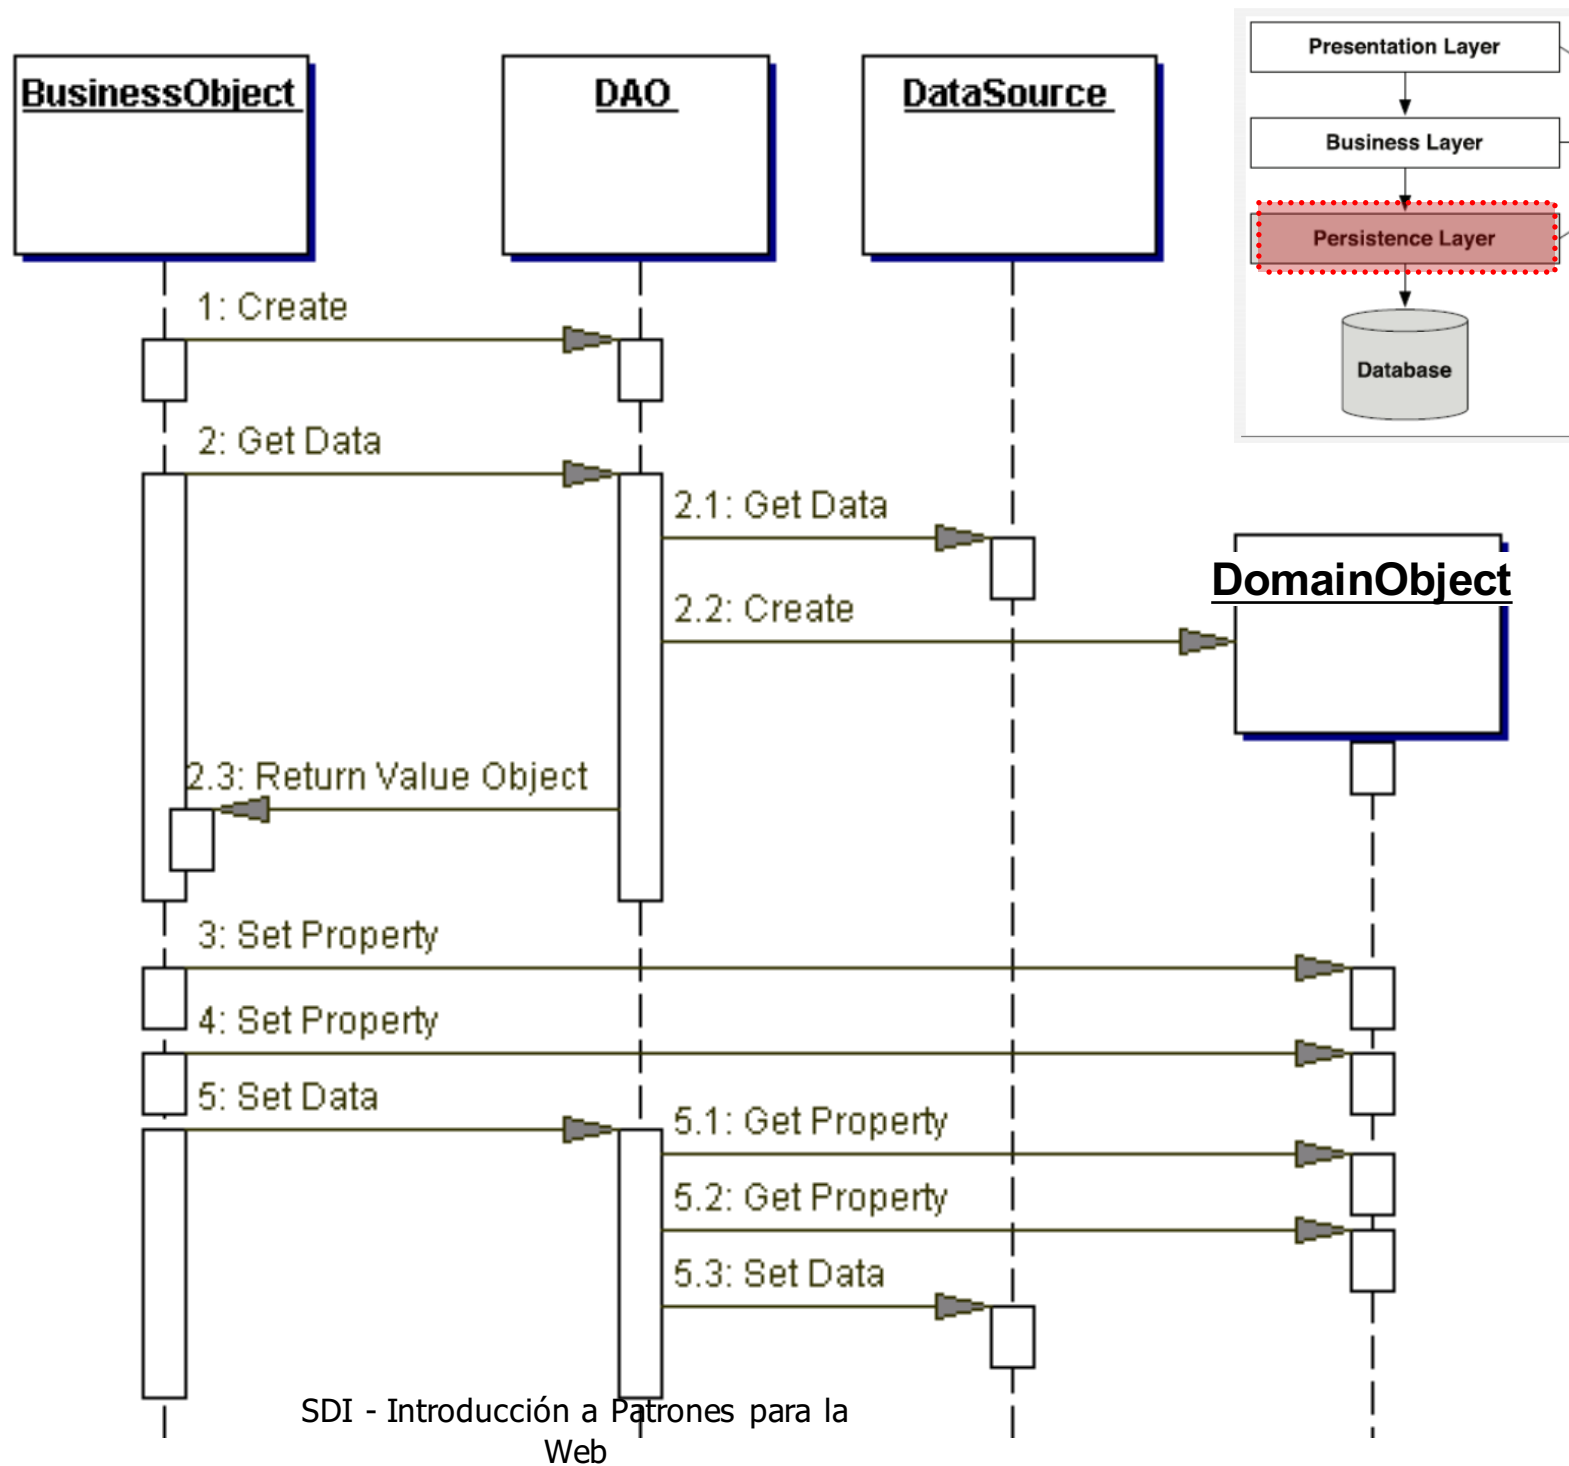 BusinessObject
DAO
DataSource
Presentation Layer
Business Layer
Persistence Layer
Database
1: Create
2: Get Data
2.1: Get Data
DomainObject
2.2: Create
2.3: Return Value Object
3: Set Property
4: Set Property
5: Set Data
5.1: Get Property
5.2: Get Property
5.3: Set Data
SDI - Introducción a Patrones para la
Web